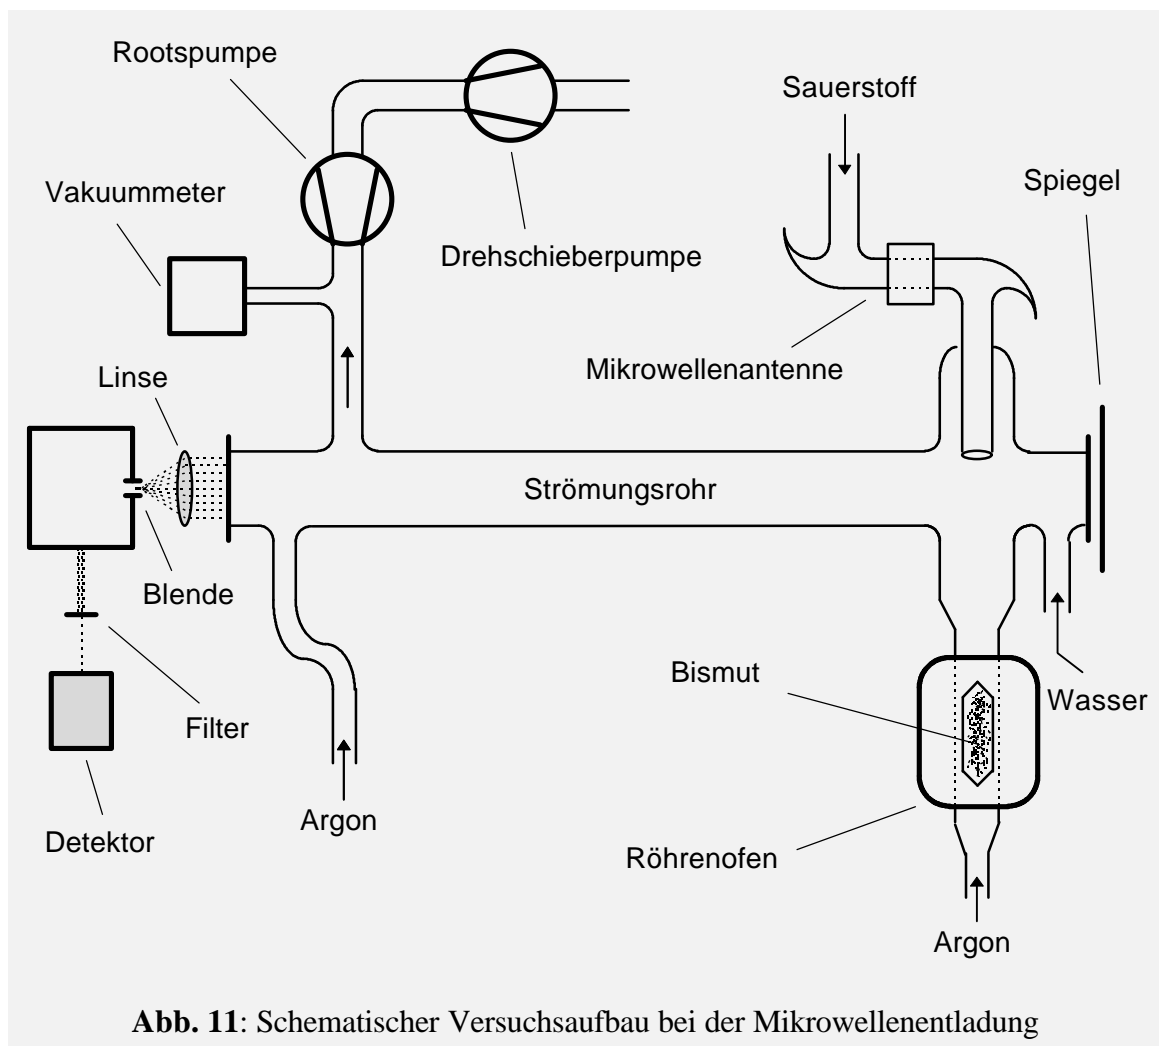 Rootspumpe
Sauerstoff
Spiegel
Vakuummeter
Drehschieberpumpe
Mikrowellenantenne
Linse
Strömungsrohr
Blende
Bismut
Wasser
Filter
Argon
Detektor
Röhrenofen
Argon
Abb. 11: Schematischer Versuchsaufbau bei der Mikrowellenentladung